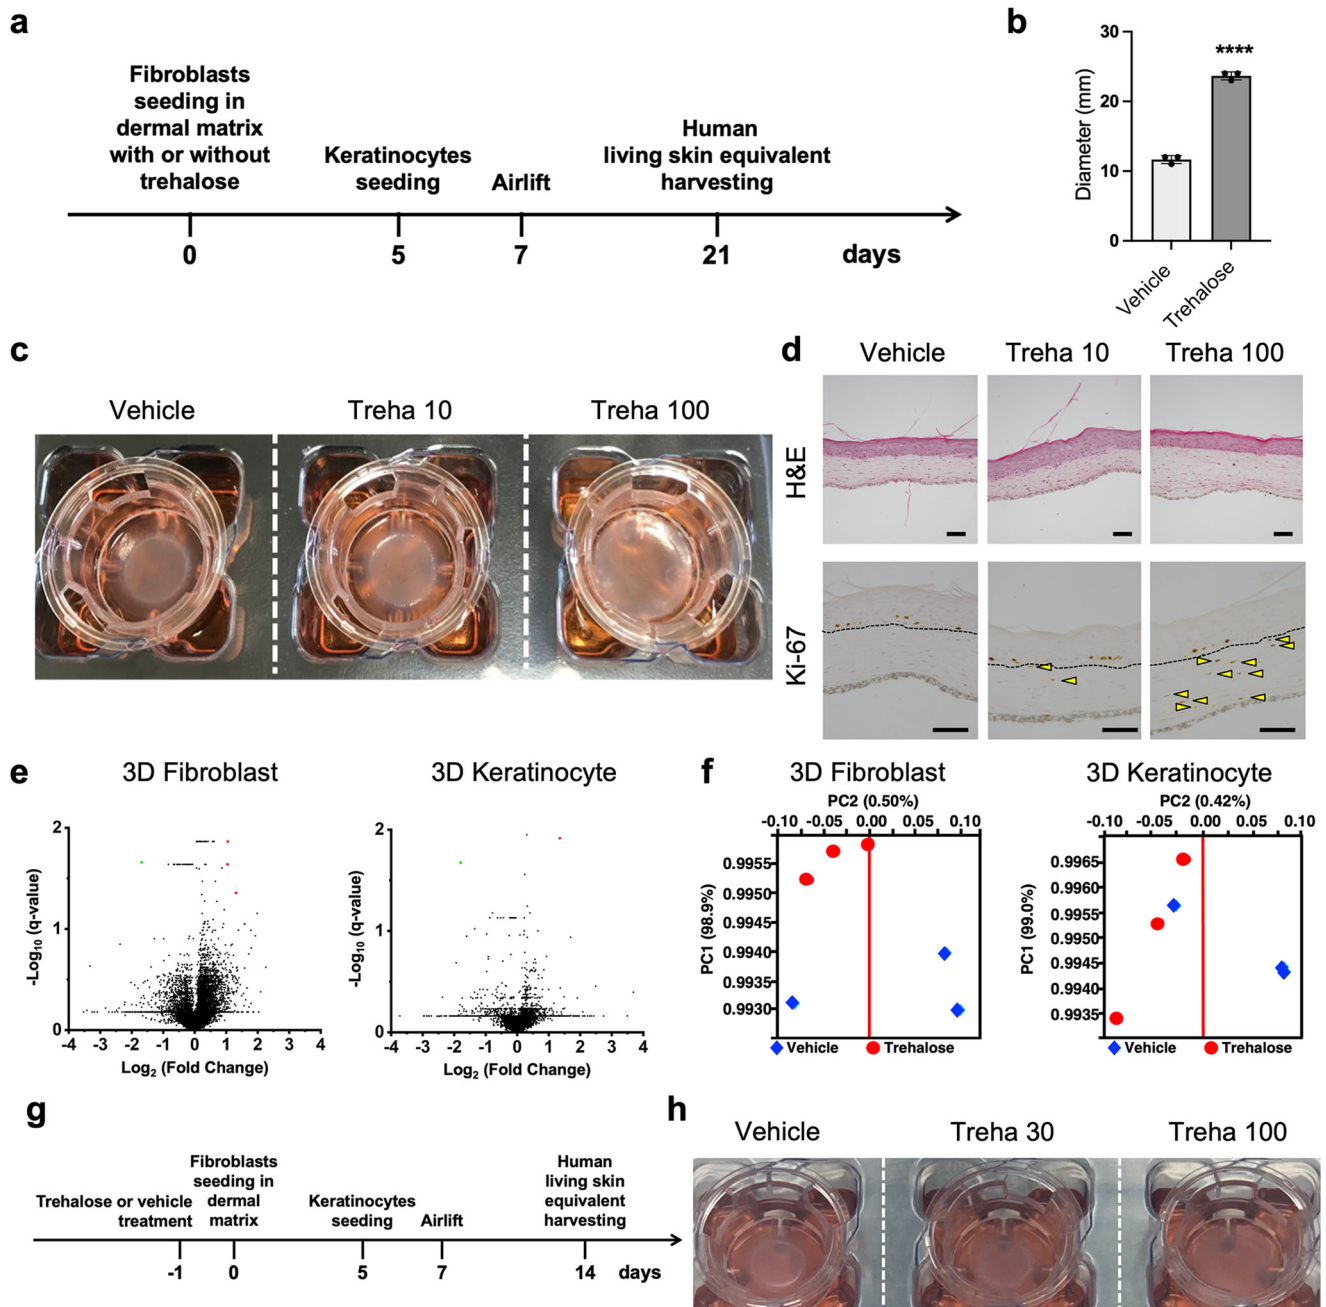 a
Fibroblasts
seeding in
dermal matrix
with or without
trehalose
Keratinocytes
seeding
Airlift
Human
living skin equivalent
harvesting
0
5
7
21
days
b
30
20
10
0
Diameter (mm)
****
Vehicle
Trehalose
c
Vehicle
Treha 10
Treha 100
d
Vehicle
Treha 10
Treha 100
H&E
Ki-67
e
3D Fibroblast
2
1
0
-Log10 (q-value)
-4 -3 -2 -1 0 1 2 3 4
Log2 (Fold Change)
3D Keratinocyte
2
1
0
-Log10 (q-value)
-4 -3 -2 -1 0 1 2 3 4
Log2 (Fold Change)
f
3D Fibroblast
PC2 (0.50%)
-0.10 -0.05 0.00 0.05 0.10
PC1 (98.9%)
0.9955
0.9950
0.9945
0.9940
0.9935
0.9930
Vehicle
Trehalose
3D Keratinocyte
PC2 (0.42%)
-0.10 -0.05 0.00 0.05 0.10
PC1 (99.0%)
0.9965
0.9960
0.9955
0.9950
0.9945
0.9940
0.9935
Vehicle
Trehalose
g
Trehalose or vehicle
treatment
Fibroblasts
seeding in
dermal
matrix
Keratinocytes
seeding
Airlift
Human
living skin
equivalent
harvesting
-1
0
5
7
14
days
h
Vehicle
Treha 30
Treha 100